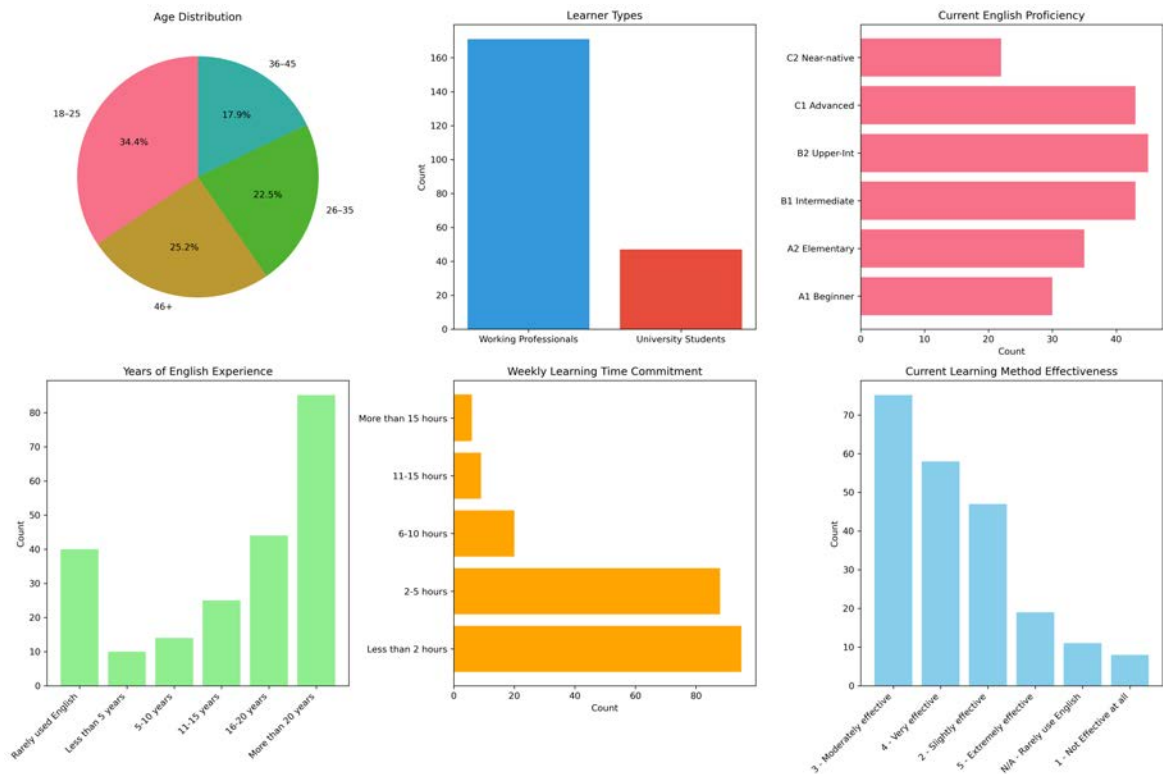 Age Distribution
18–25
34.4%
36–45
17.9%
22.5%
26–35
25.2%
46+
Learner Types
Count
160
140
120
100
80
60
40
20
0
Working Professionals
University Students
Current English Proficiency
C2 Near-native
C1 Advanced
B2 Upper-Int
B1 Intermediate
A2 Elementary
A1 Beginner
0
10
20
30
40
Count
Years of English Experience
Count
80
70
60
50
40
30
20
10
0
Rarely used English
Less than 5 years
5-10 years
11-15 years
16-20 years
More than 20 years
Weekly Learning Time Commitment
More than 15 hours
11-15 hours
6-10 hours
2-5 hours
Less than 2 hours
0
20
40
60
80
Count
Current Learning Method Effectiveness
Count
70
60
50
40
30
20
10
0
3 - Moderately effective
4 - Very effective
2 - Slightly effective
5 - Extremely effective
N/A - Rarely use English
1 - Not Effective at all